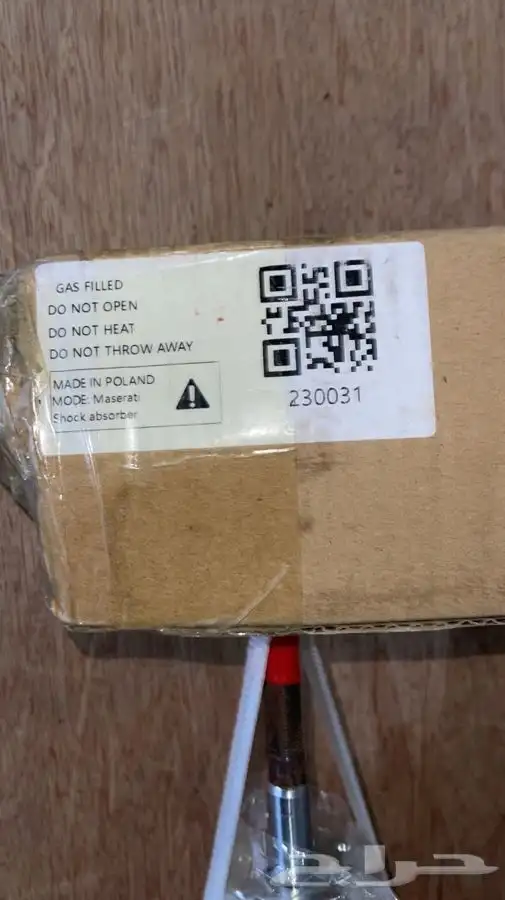 GAS FILLED
DO NOT OPEN
DO NOT HEAT
DO NOT THROW AWAY
MADE IN POLAND
MODE: Maserati
Shock absorber
230031
حراج